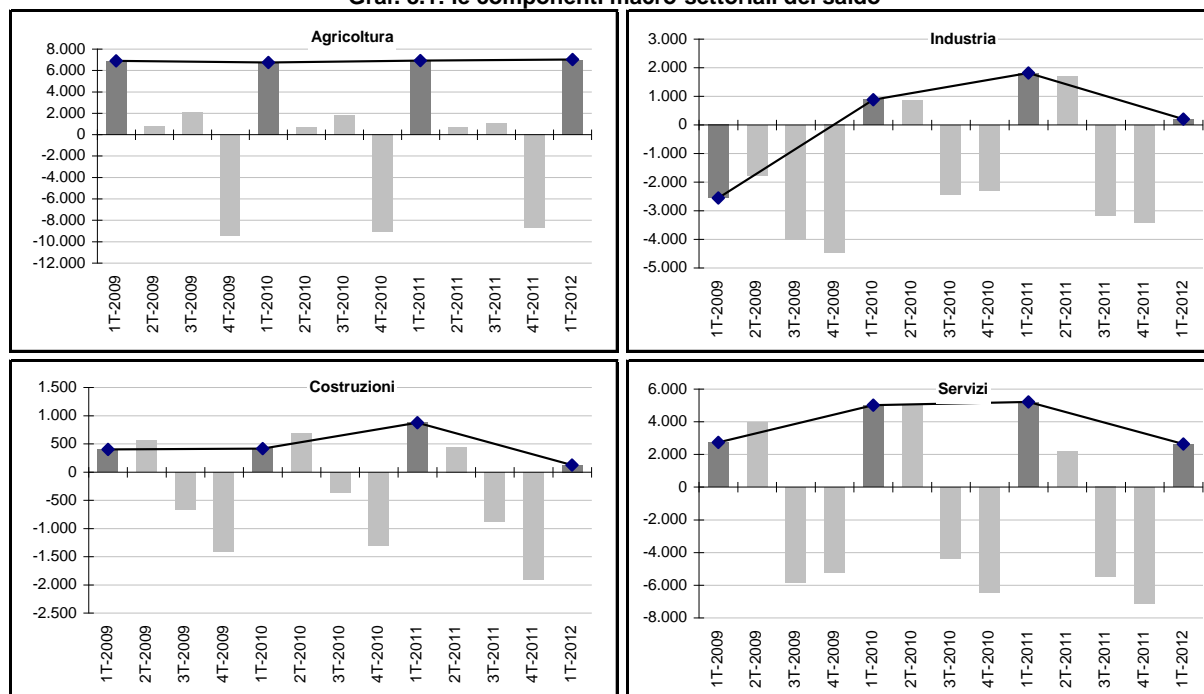 Graf. 3.1: le componenti macro-settoriali del saldo
Agricoltura
8.000
6.000
4.000
2.000
0
-2.000
-4.000
-6.000
-8.000
-10.000
-12.000
1T-2009
2T-2009
3T-2009
4T-2009
1T-2010
2T-2010
3T-2010
4T-2010
1T-2011
2T-2011
3T-2011
4T-2011
1T-2012
Industria
3.000
2.000
1.000
0
-1.000
-2.000
-3.000
-4.000
-5.000
1T-2009
2T-2009
3T-2009
4T-2009
1T-2010
2T-2010
3T-2010
4T-2010
1T-2011
2T-2011
3T-2011
4T-2011
1T-2012
Costruzioni
1.500
1.000
500
0
-500
-1.000
-1.500
-2.000
-2.500
1T-2009
2T-2009
3T-2009
4T-2009
1T-2010
2T-2010
3T-2010
4T-2010
1T-2011
2T-2011
3T-2011
4T-2011
1T-2012
Servizi
6.000
4.000
2.000
0
-2.000
-4.000
-6.000
-8.000
1T-2009
2T-2009
3T-2009
4T-2009
1T-2010
2T-2010
3T-2010
4T-2010
1T-2011
2T-2011
3T-2011
4T-2011
1T-2012